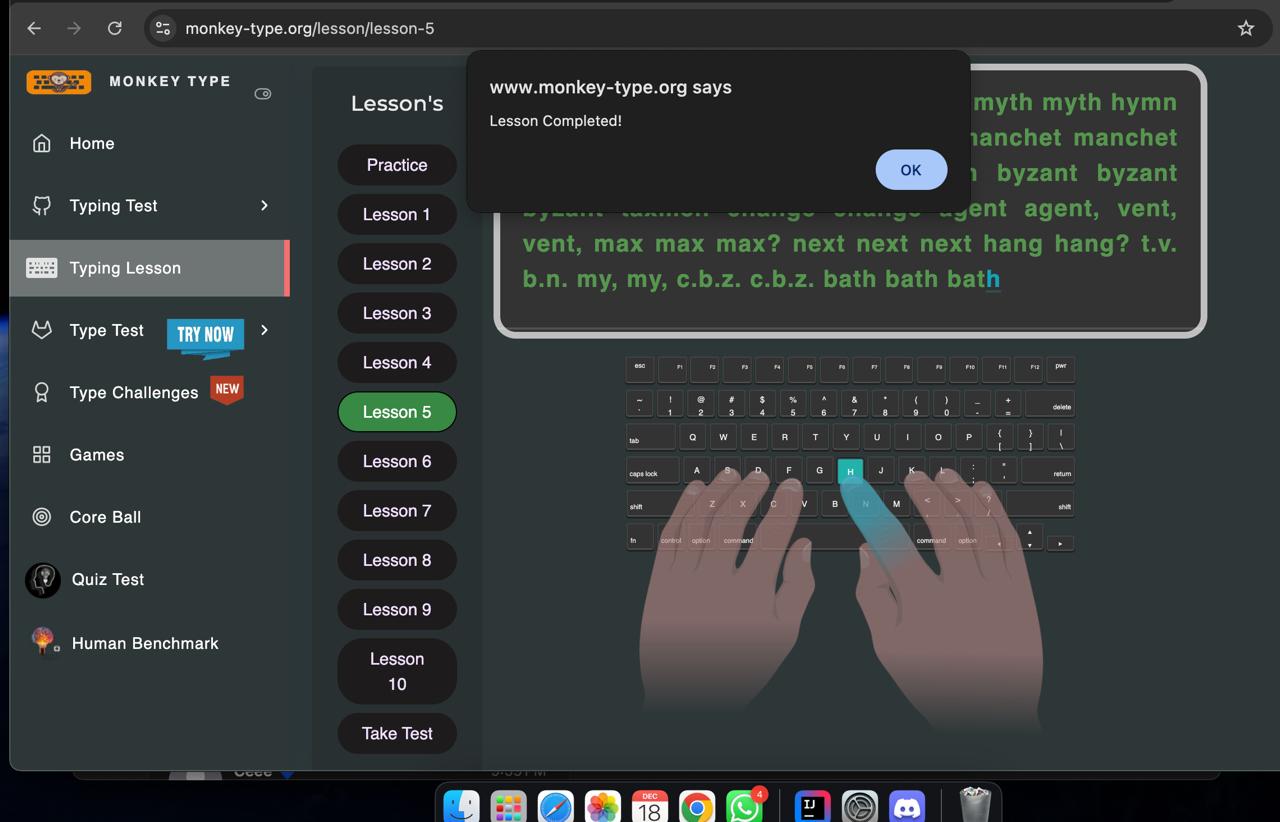 monkey-type.org/lesson/lesson-5
MONKEY TYPE
Home
Typing Test
Typing Lesson
Type Test
TRY NOW
Type Challenges
NEW
Games
Core Ball
Quiz Test
Human Benchmark
Lesson's
Practice
Lesson 1
Lesson 2
Lesson 3
Lesson 4
Lesson 5
Lesson 6
Lesson 7
Lesson 8
Lesson 9
Lesson
10
Take Test
www.monkey-type.org says
Lesson Completed!
OK
myth myth hymn
manchet
byzant byzant
agent agent, vent,
vent, max max max? next next next hang hang? t.v.
b.n. my, my, c.b.z. c.b.z. bath bath bath
esc F1 F2 F3 F4 F5 F6 F7 F8 F9 F10 F11 F12 pwr
~ ! @ # $ % ^ & * ( ) _ +
` 1 2 3 4 5 6 7 8 9 0 - = delete
tab Q W E R T Y U I O P { } |
[ ] \
caps lock A S D F G H J K L : " return
; '
shift Z X C V B N M < > ? shift
, . /
fn control option command command option
DEC
18
4
IJ